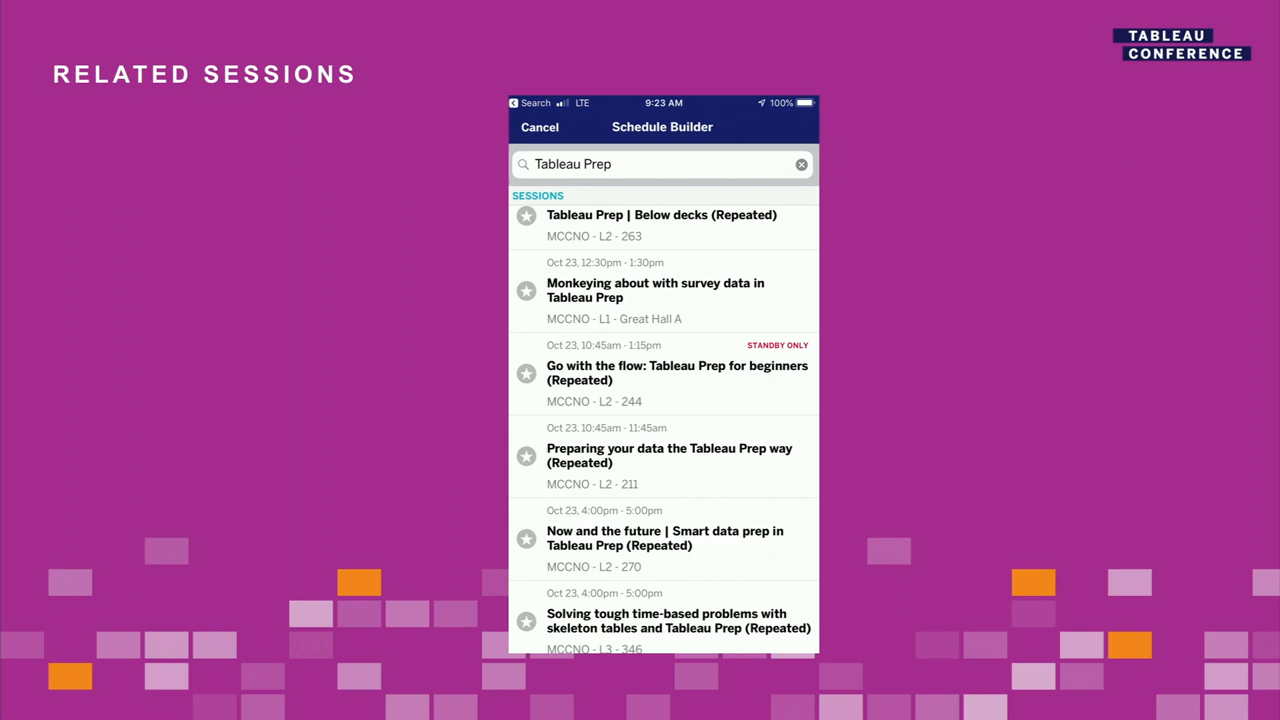 TABLEAU
CONFERENCE
RELATED SESSIONS
Search LTE 9:23 AM 100%
Cancel Schedule Builder
Tableau Prep
SESSIONS
Tableau Prep | Below decks (Repeated)
MCCNO - L2 - 263
Oct 23, 12:30pm - 1:30pm
Monkeying about with survey data in
Tableau Prep
MCCNO - L1 - Great Hall A
Oct 23, 10:45am - 1:15pm STANDBY ONLY
Go with the flow: Tableau Prep for beginners
(Repeated)
MCCNO - L2 - 244
Oct 23, 10:45am - 11:45am
Preparing your data the Tableau Prep way
(Repeated)
MCCNO - L2 - 211
Oct 23, 4:00pm - 5:00pm
Now and the future | Smart data prep in
Tableau Prep (Repeated)
MCCNO - L2 - 270
Oct 23, 4:00pm - 5:00pm
Solving tough time-based problems with
skeleton tables and Tableau Prep (Repeated)
MCCNO - L3 - 346